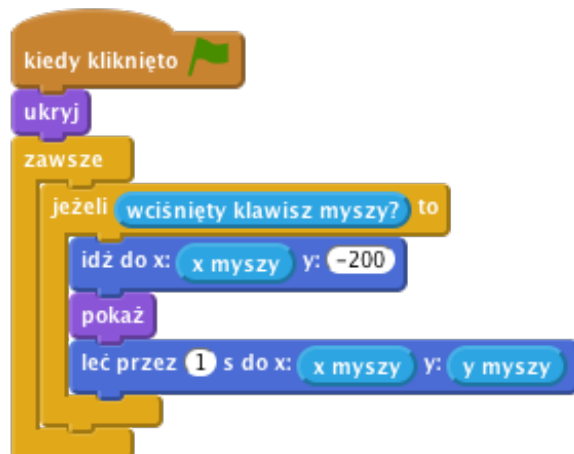 kiedy kliknięto
ukryj
zawsze
jeżeli wciśnięty klawisz myszy? to
idź do x: x myszy y: -200
pokaż
leć przez 1 s do x: x myszy y: y myszy